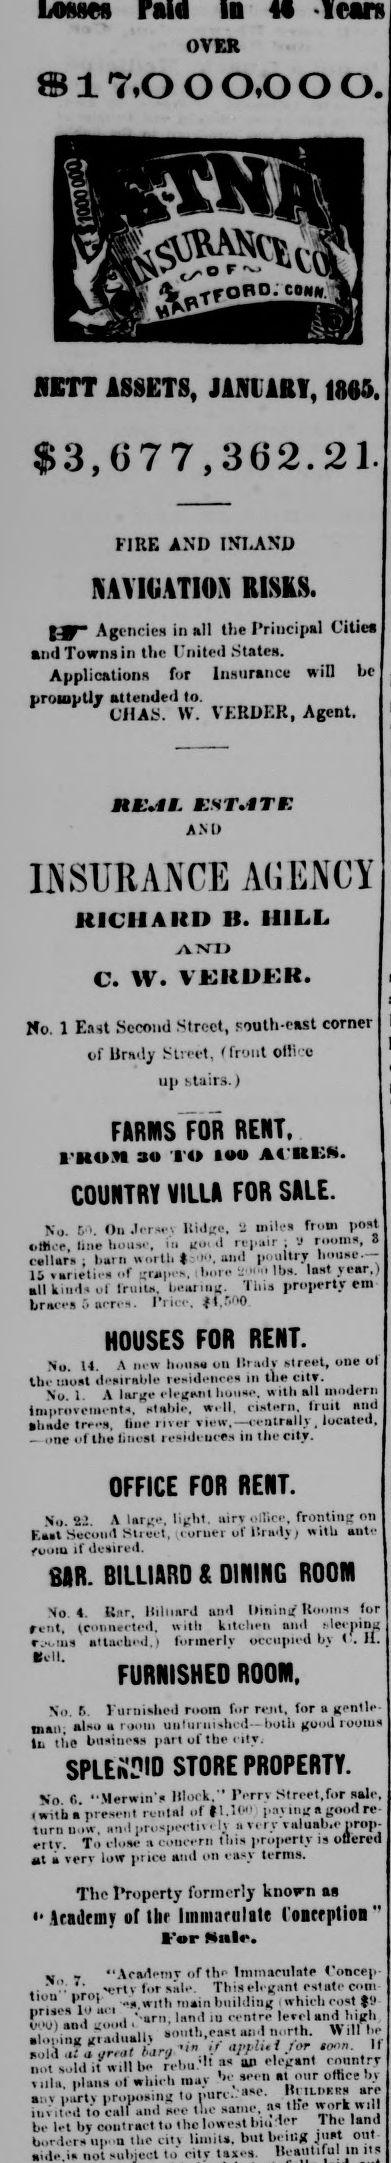 Losses Paid in 46 Years
OVER
$17,000,000.
ÆTNA
INSURANCE CO
OF
HARTFORD. CONN.
NETT ASSETS, JANUARY, 1865.
$3,677,362.21.
FIRE AND INLAND
NAVIGATION RISKS.
Agencies in all the Principal Cities
and Towns in the United States.
Applications for Insurance will be
promptly attended to.
CHAS. W. VERDER, Agent.
REAL ESTATE
AND
INSURANCE AGENCY
RICHARD B. HILL
AND
C. W. VERDER.
No. 1 East Second Street, south-east corner
of Brady Street, (front office
up stairs.)
FARMS FOR RENT,
FROM 30 TO 100 ACRES.
COUNTRY VILLA FOR SALE.
On Jersey Ridge, 2 miles from post
office, fine house, in good repair; 9 rooms, 3
cellars; barn worth and poultry house.—
15 varieties of grapes, (bore lbs. last year,)
all kinds of fruits, bearing. This property em
braces 5 acres. Price, $4,500
HOUSES FOR RENT.
No. 14. A new house on Brady street, one of
the most desirable residences in the city.
No. 1. A large elegant house, with all modern
improvements, stable, well, cistern, fruit and
shade trees, fine river view,—centrally, located,
—one of the finest residences in the city.
OFFICE FOR RENT.
No. 22. A large, light, airy office, fronting on
East Second Street, (corner of Brady) with ante
room if desired.
BAR. BILLIARD & DINING ROOM
No. 4. Bar, Billiard and Dining Rooms for
rent, (connected, with kitchen and sleeping
rooms attached,) formerly occupied by C. H.
Bell.
FURNISHED ROOM,
No. 5. Furnished room for rent, for a gentle-
man; also a room unfurnished—both good rooms
in the business part of the city.
SPLENDID STORE PROPERTY.
No. 6. "Merwin's Block," Perry Street, for sale,
(with a present rental of $1,100) paying a good re-
turn now, and prospectively a very valuable prop-
erty. To close a concern this property is offered
at a very low price and on easy terms.
The Property formerly known as
"Academy of the Immaculate Conception"
For Sale.
No. 7. "Academy of the Immaculate Concep-
tion" property for sale. This elegant estate com
prises 10 with main building (which cost $9
000) and good barn, land in centre level and high,
sloping gradually south, east and north. Will be
sold at a great bargain if applied for soon. If
not sold it will be rebuilt as an elegant country
villa, plans of which may be seen at our office by
any party proposing to purchase. BUILDERS are
invited to call and see the same, as the work will
be let by contract to the lowest bidder The land
borders upon the city limits, but being just out
side, is not subject to city taxes. Beautiful in its